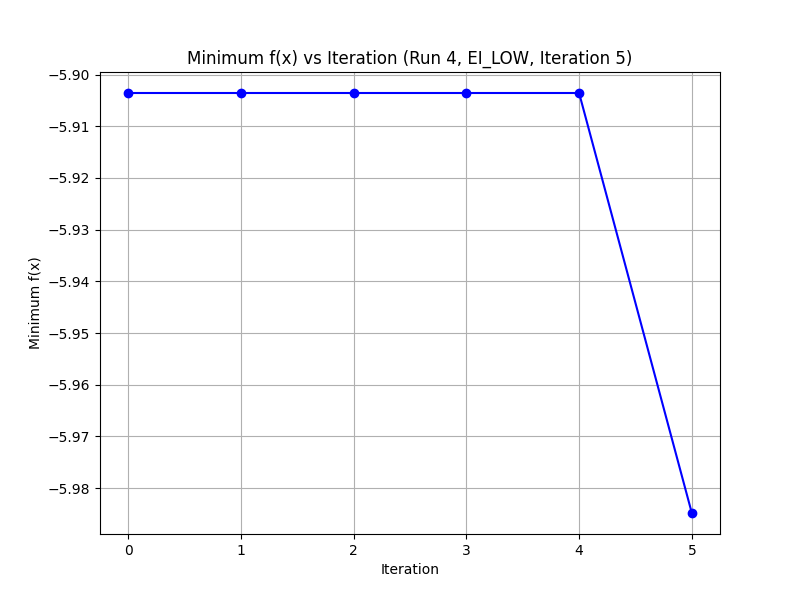 Minimum f(x) vs Iteration (Run 4, EI_LOW, Iteration 5)
−5.90
−5.91
−5.92
−5.93
−5.94
−5.95
−5.96
−5.97
−5.98
Minimum f(x)
0 1 2 3 4 5
Iteration